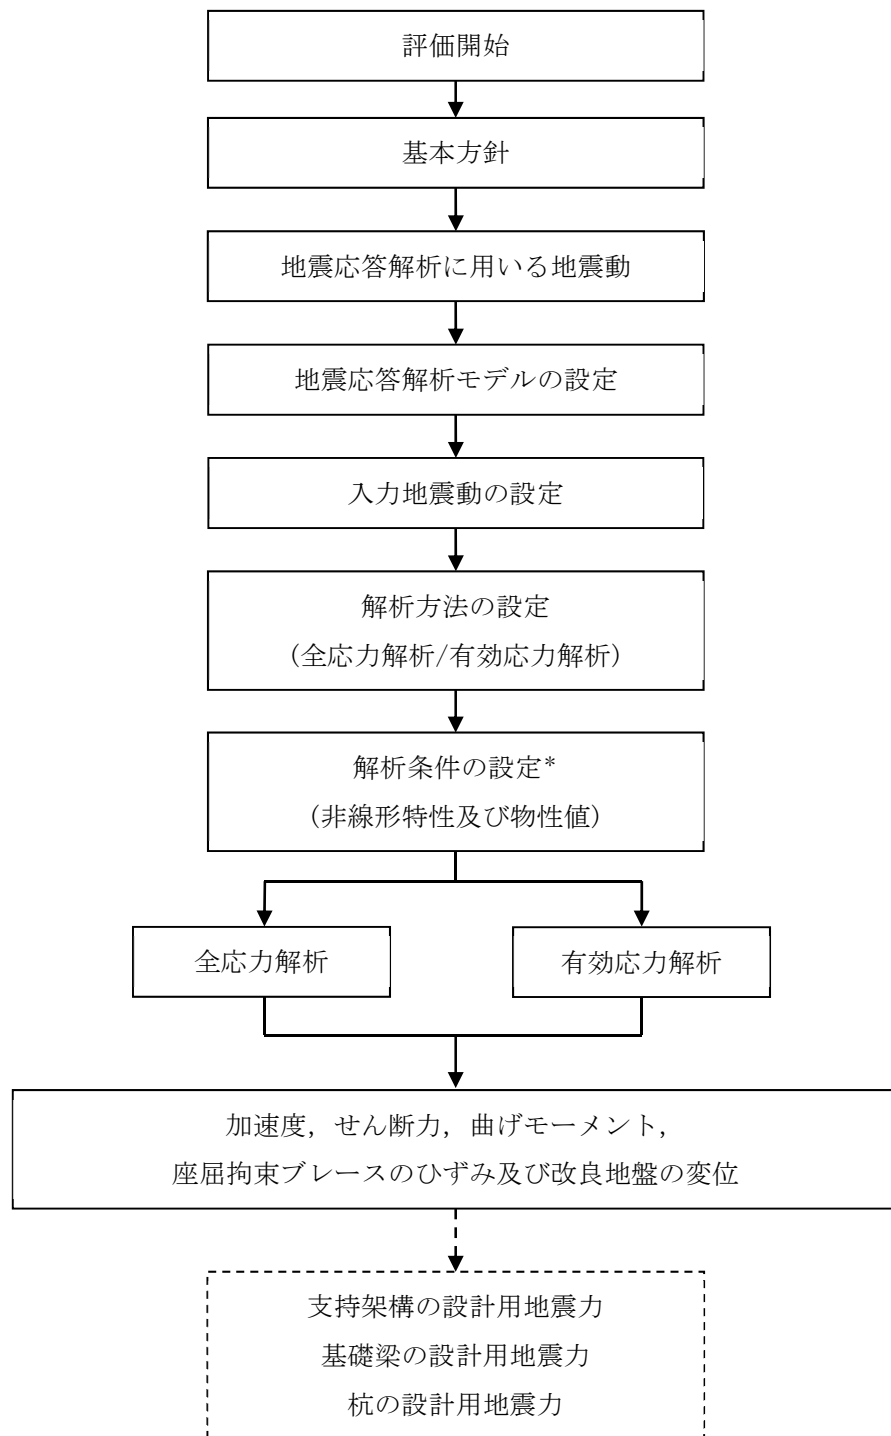 評価開始
基本方針
地震応答解析に用いる地震動
地震応答解析モデルの設定
入力地震動の設定
解析方法の設定
(全応力解析/有効応力解析)
解析条件の設定*
(非線形特性及び物性値)
全応力解析
有効応力解析
加速度，せん断力，曲げモーメント，
座屈拘束ブレースのひずみ及び改良地盤の変位
支持架構の設計用地震力
基礎梁の設計用地震力
杭の設計用地震力